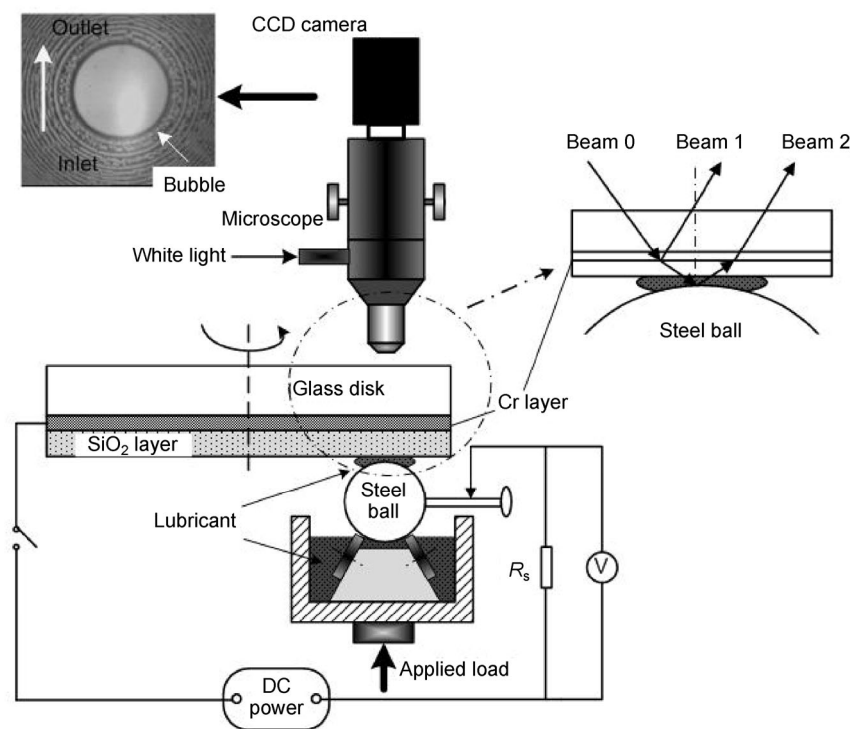 Outlet
Inlet
Bubble
CCD camera
Microscope
White light
Beam 0
Beam 1
Beam 2
Steel ball
Glass disk
Cr layer
SiO2 layer
Steel
ball
Lubricant
Rs
V
Applied load
DC
power